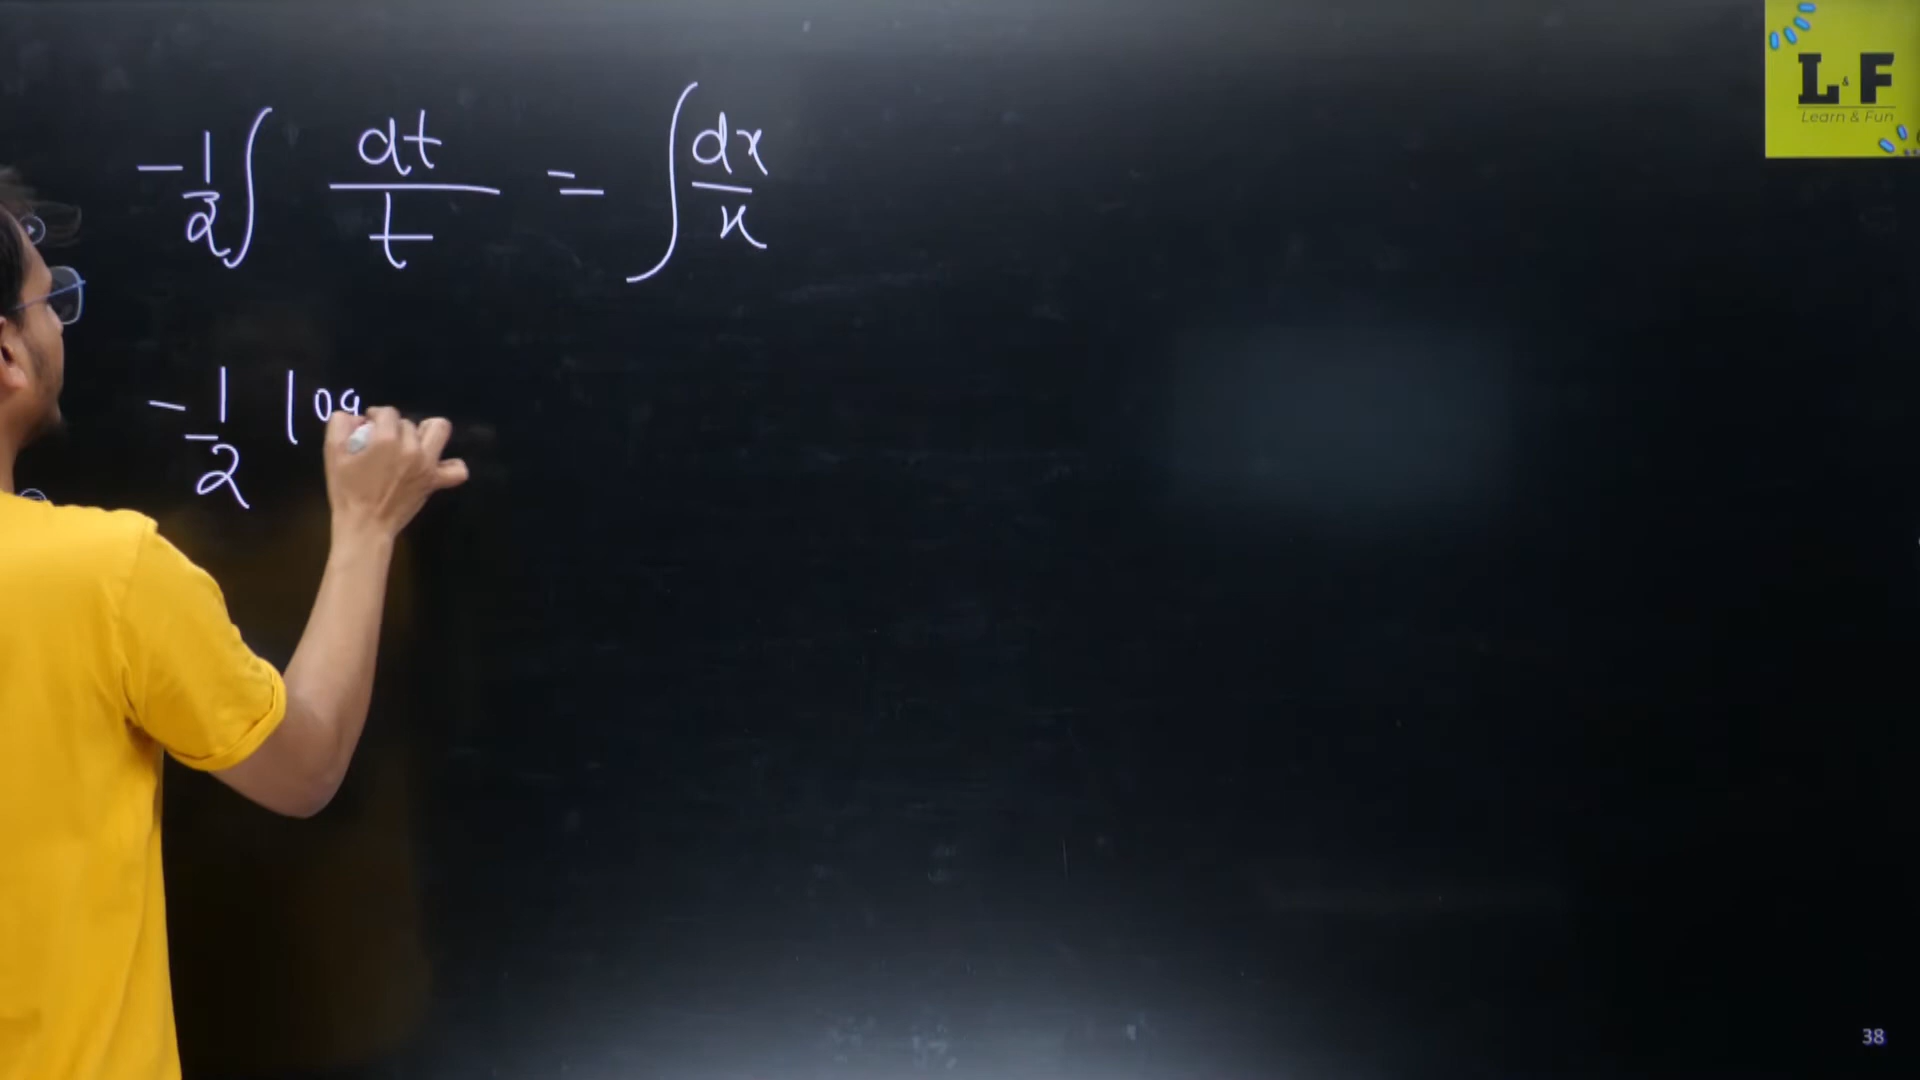 L&F
Learn & Fun
-1/2 ∫ dt/t = ∫ dx/x
-1/2 log
38